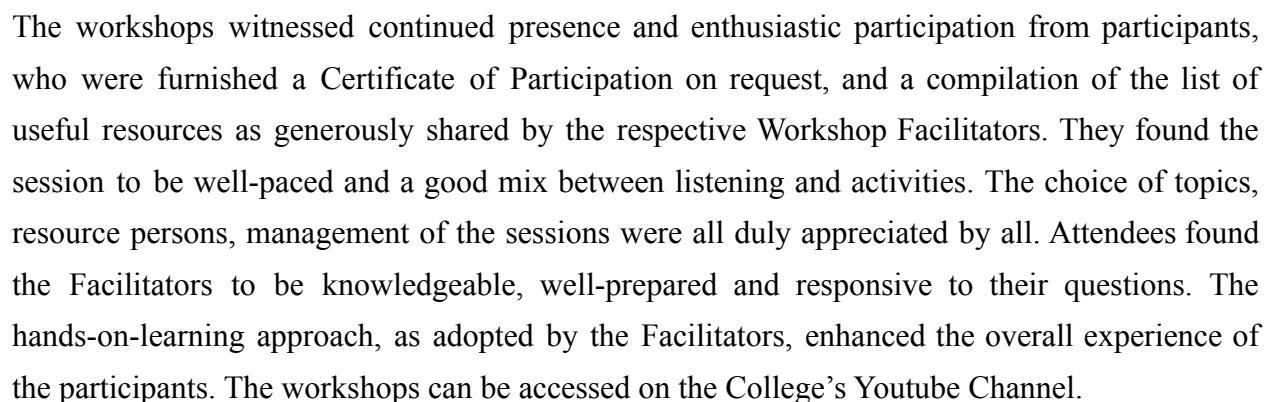 The workshops witnessed continued presence and enthusiastic participation from participants,
who were furnished a Certificate of Participation on request, and a compilation of the list of
useful resources as generously shared by the respective Workshop Facilitators. They found the
session to be well-paced and a good mix between listening and activities. The choice of topics,
resource persons, management of the sessions were all duly appreciated by all. Attendees found
the Facilitators to be knowledgeable, well-prepared and responsive to their questions. The
hands-on-learning approach, as adopted by the Facilitators, enhanced the overall experience of
the participants. The workshops can be accessed on the College’s Youtube Channel.